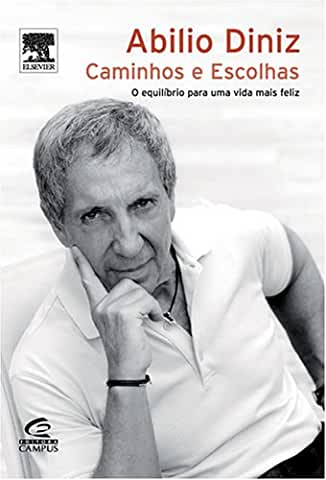 Abilio Diniz
Caminhos e Escolhas
O equilíbrio para uma vida mais feliz
ELSEVIER
EDITORA
CAMPUS